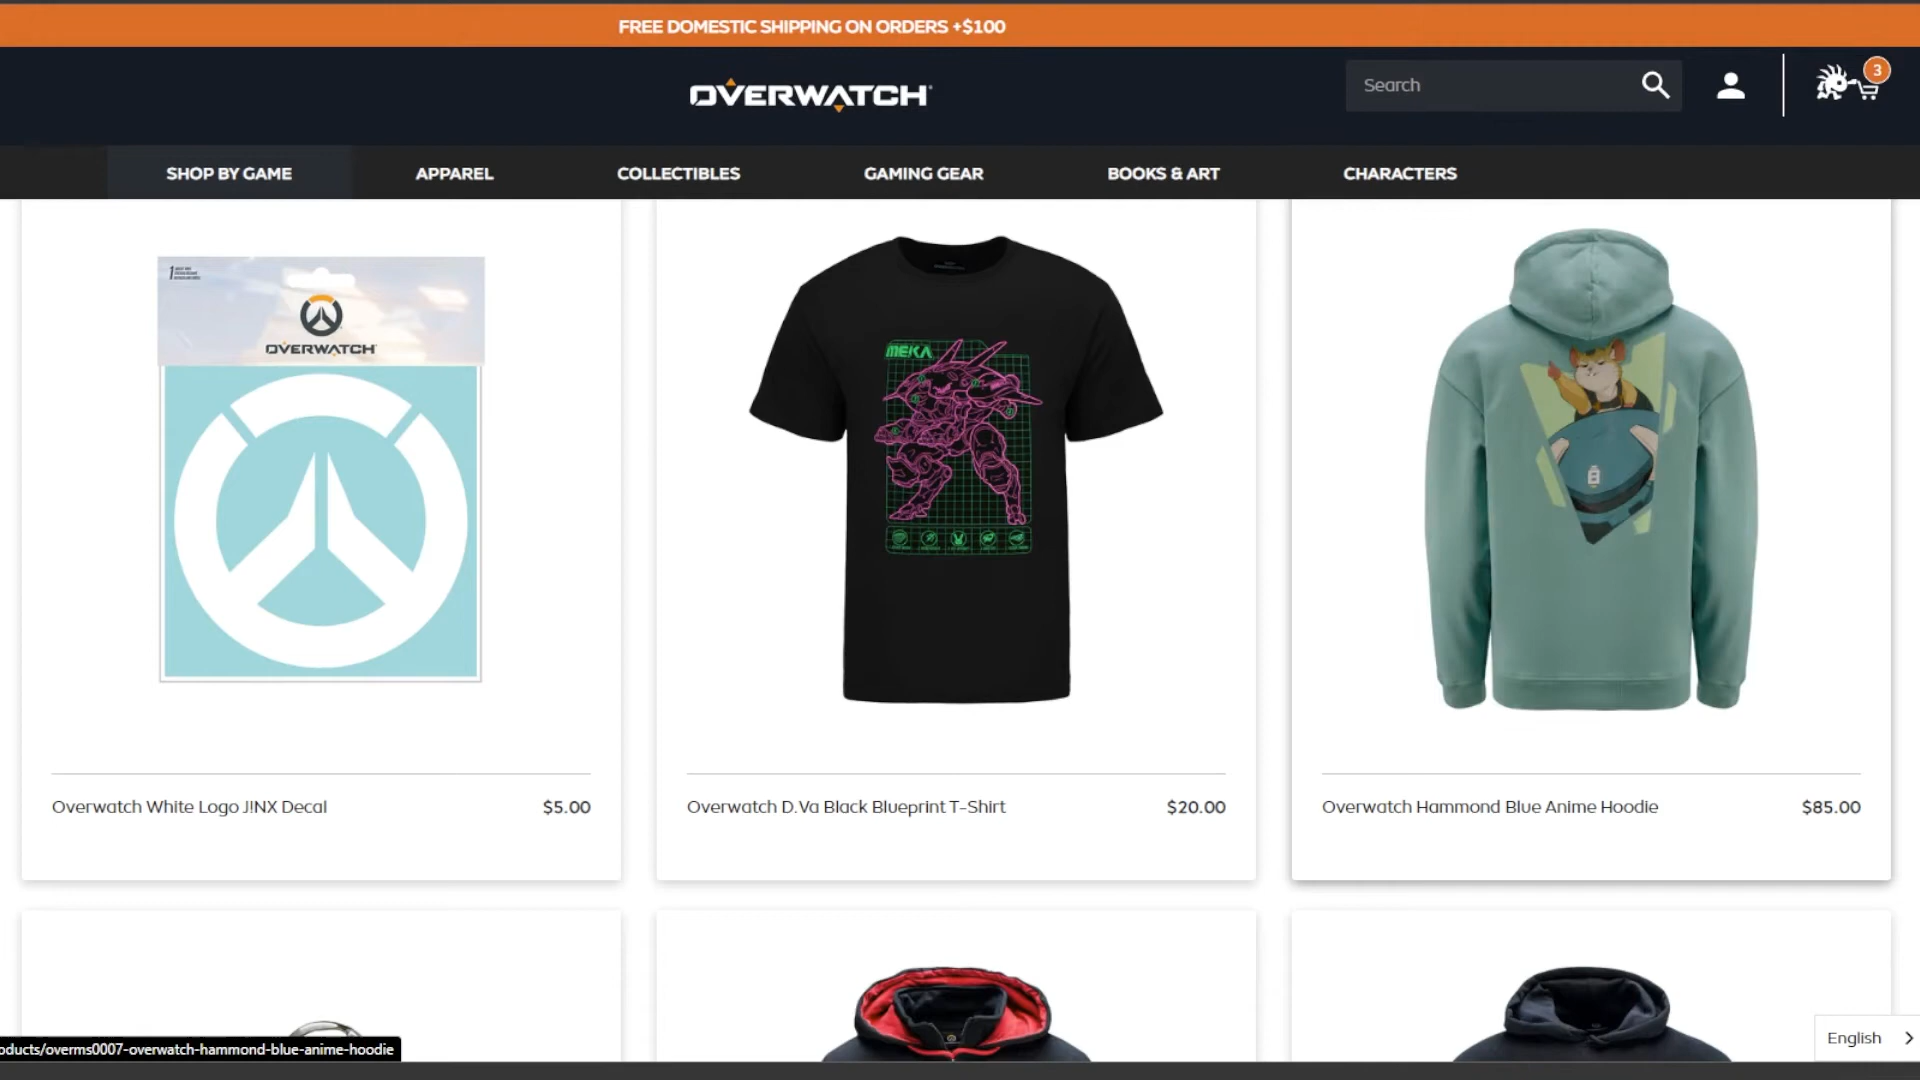 FREE DOMESTIC SHIPPING ON ORDERS +$100
OVERWATCH
Search
3
SHOP BY GAME
APPAREL
COLLECTIBLES
GAMING GEAR
BOOKS & ART
CHARACTERS
OVERWATCH
MEKA
Overwatch White Logo J!NX Decal
$5.00
Overwatch D.Va Black Blueprint T-Shirt
$20.00
Overwatch Hammond Blue Anime Hoodie
$85.00
oducts/overms0007-overwatch-hammond-blue-anime-hoodie
English